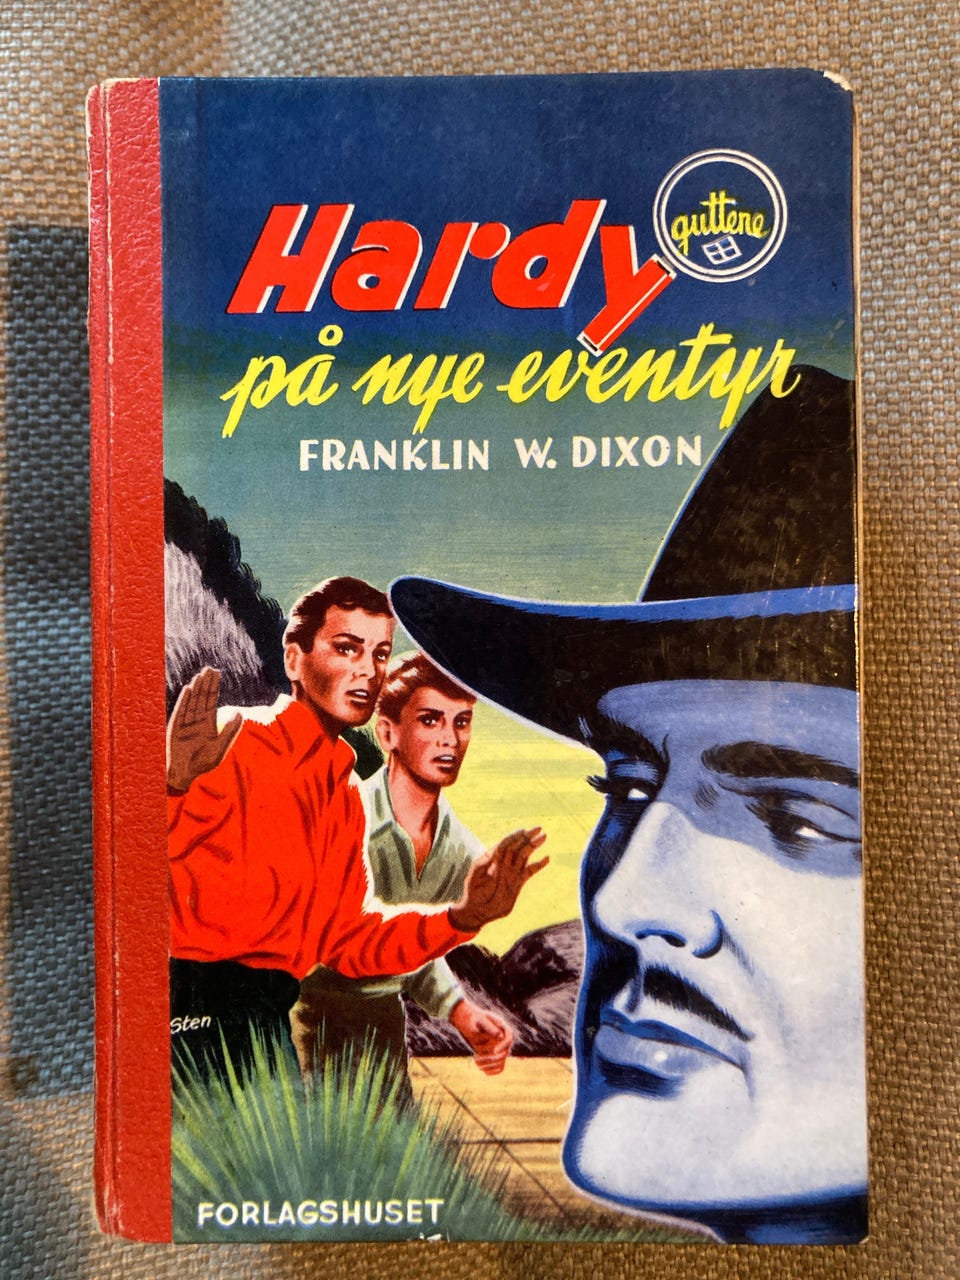 Hardy
guttene
på nye eventyr
FRANKLIN W. DIXON
Sten
FORLAGSHUSET